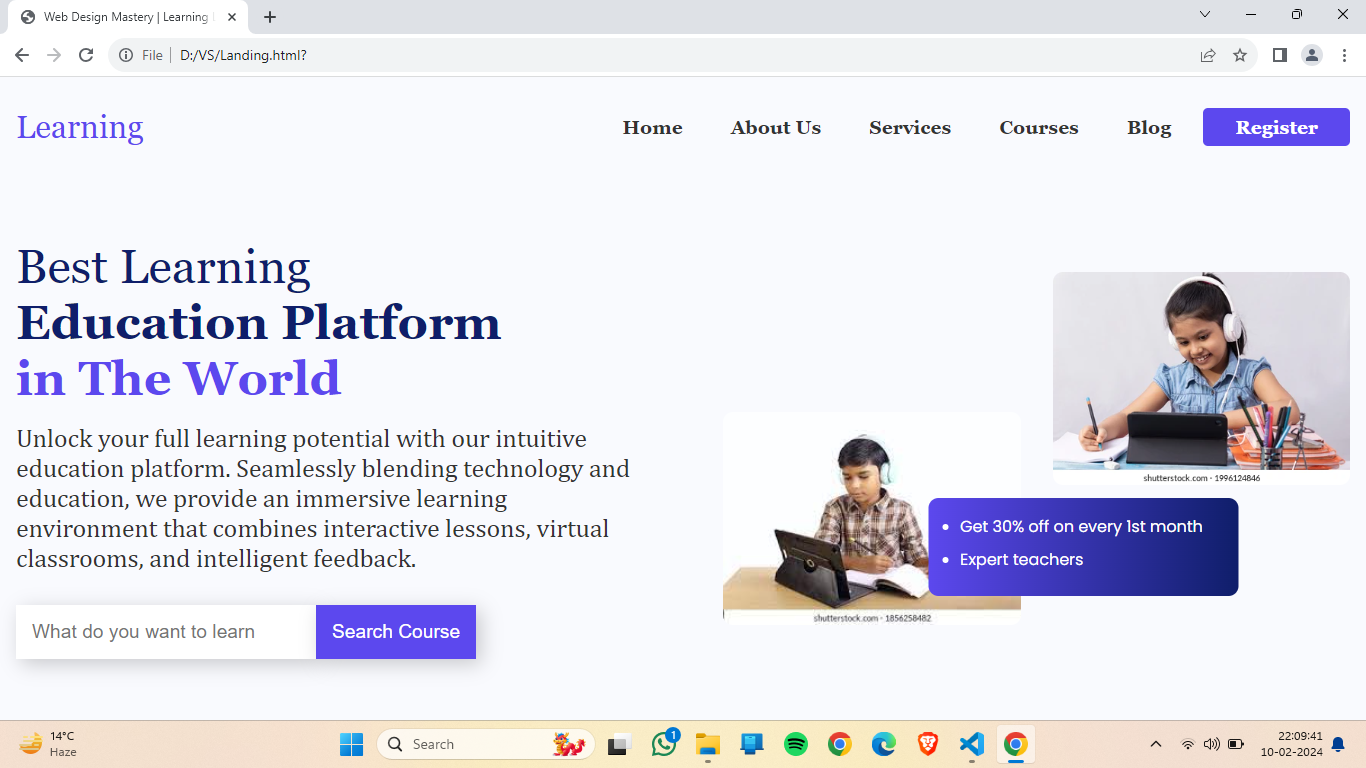 Web Design Mastery | Learning
File
D:/VS/Landing.html?
Learning
Home
About Us
Services
Courses
Blog
Register
Best Learning
Education Platform
in The World
Unlock your full learning potential with our intuitive
education platform. Seamlessly blending technology and
education, we provide an immersive learning
environment that combines interactive lessons, virtual
classrooms, and intelligent feedback.
What do you want to learn
Search Course
shutterstock.com · 1996124846
Get 30% off on every 1st month
Expert teachers
shutterstock.com · 1856258482
14°C
Haze
Search
1
22:09:41
10-02-2024